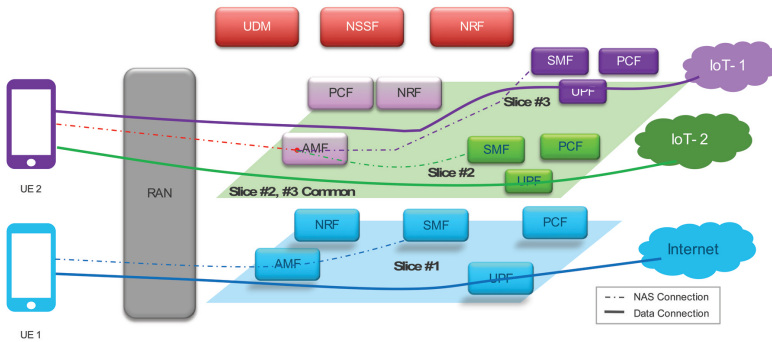 UDM
NSSF
NRF
SMF
PCF
IoT- 1
PCF
NRF
UPF
Slice #3
AMF
SMF
PCF
IoT- 2
Slice #2
UPF
UE 2
RAN
Slice #2, #3 Common
NRF
SMF
PCF
Internet
AMF
Slice #1
UPF
NAS Connection
Data Connection
UE 1